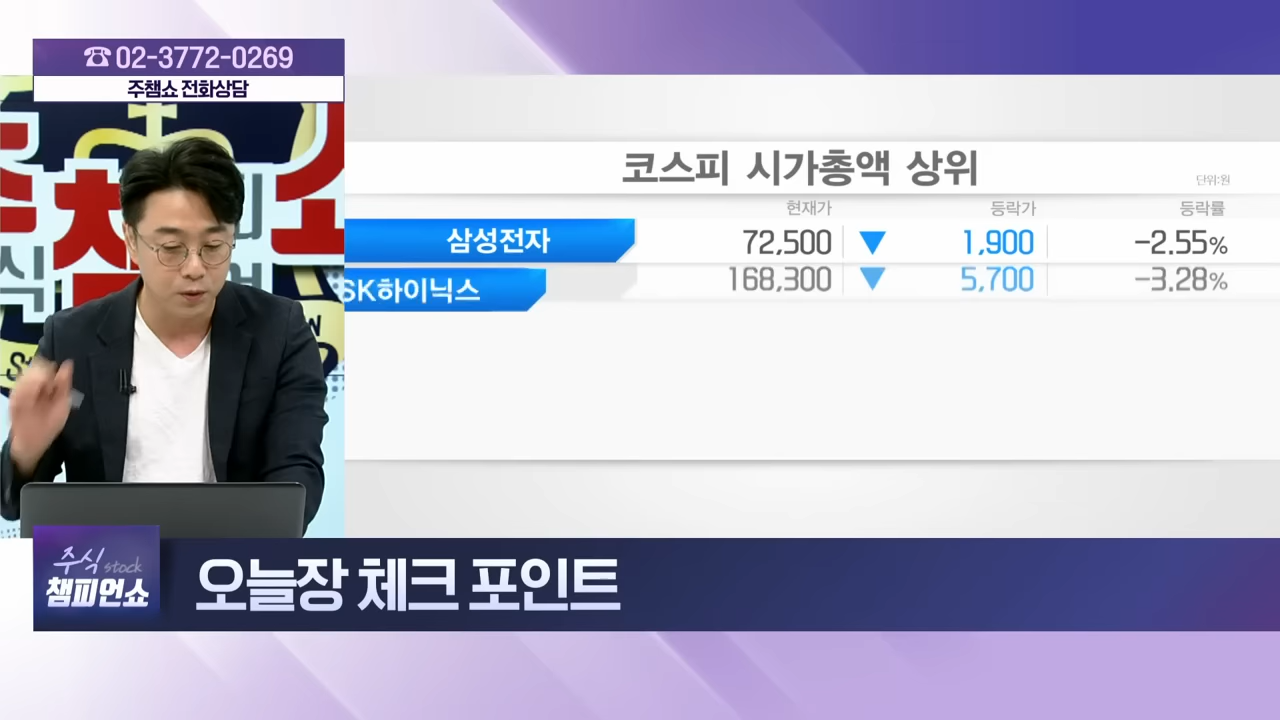 ☎02-3772-0269
주챔쇼 전화상담
코스피 시가총액 상위
단위:원
현재가 등락가 등락률
삼성전자 72,500 ▼ 1,900 -2.55%
SK하이닉스 168,300 ▼ 5,700 -3.28%
주식 stock
챔피언쇼
오늘장 체크 포인트